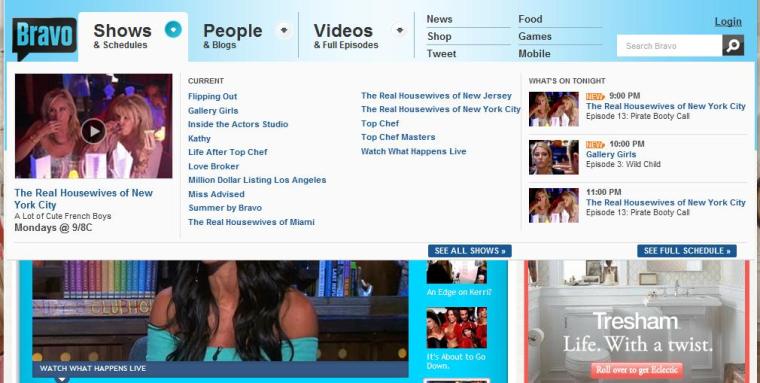 Bravo
Shows
& Schedules
People
& Blogs
Videos
& Full Episodes
News
Food
Shop
Games
Tweet
Mobile
Login
Search Bravo
The Real Housewives of New
York City
A Lot of Cute French Boys
Mondays @ 9/8C
CURRENT
Flipping Out
Gallery Girls
Inside the Actors Studio
Kathy
Life After Top Chef
Love Broker
Million Dollar Listing Los Angeles
Miss Advised
Summer by Bravo
The Real Housewives of Miami
The Real Housewives of New Jersey
The Real Housewives of New York City
Top Chef
Top Chef Masters
Watch What Happens Live
SEE ALL SHOWS »
WHAT'S ON TONIGHT
NEW 9:00 PM
The Real Housewives of New York City
Episode 13: Pirate Booty Call
NEW 10:00 PM
Gallery Girls
Episode 3: Wild Child
11:00 PM
The Real Housewives of New York City
Episode 13: Pirate Booty Call
SEE FULL SCHEDULE »
WATCH WHAT HAPPENS LIVE
An Edge on Kerri?
It's About to Go
Down.
Tresham
Life. With a twist.
Roll over to get Eclectic